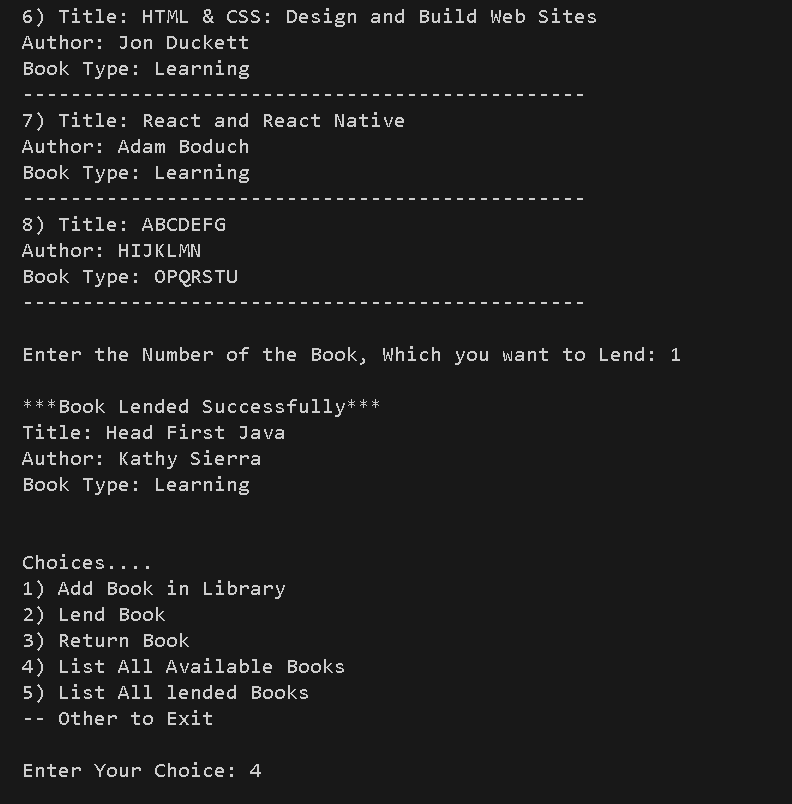 6) Title: HTML & CSS: Design and Build Web Sites
Author: Jon Duckett
Book Type: Learning
-----------------------------------------------
7) Title: React and React Native
Author: Adam Boduch
Book Type: Learning
-----------------------------------------------
8) Title: ABCDEFG
Author: HIJKLMN
Book Type: OPQRSTU
-----------------------------------------------
Enter the Number of the Book, Which you want to Lend: 1
***Book Lended Successfully***
Title: Head First Java
Author: Kathy Sierra
Book Type: Learning
Choices....
1) Add Book in Library
2) Lend Book
3) Return Book
4) List All Available Books
5) List All lended Books
-- Other to Exit
Enter Your Choice: 4